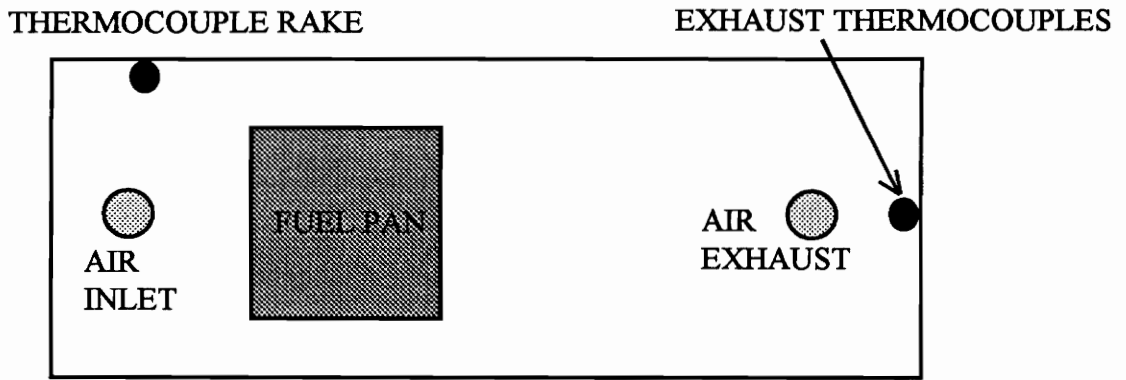 THERMOCOUPLE RAKE
EXHAUST THERMOCOUPLES
FUEL PAN
AIR
INLET
AIR
EXHAUST